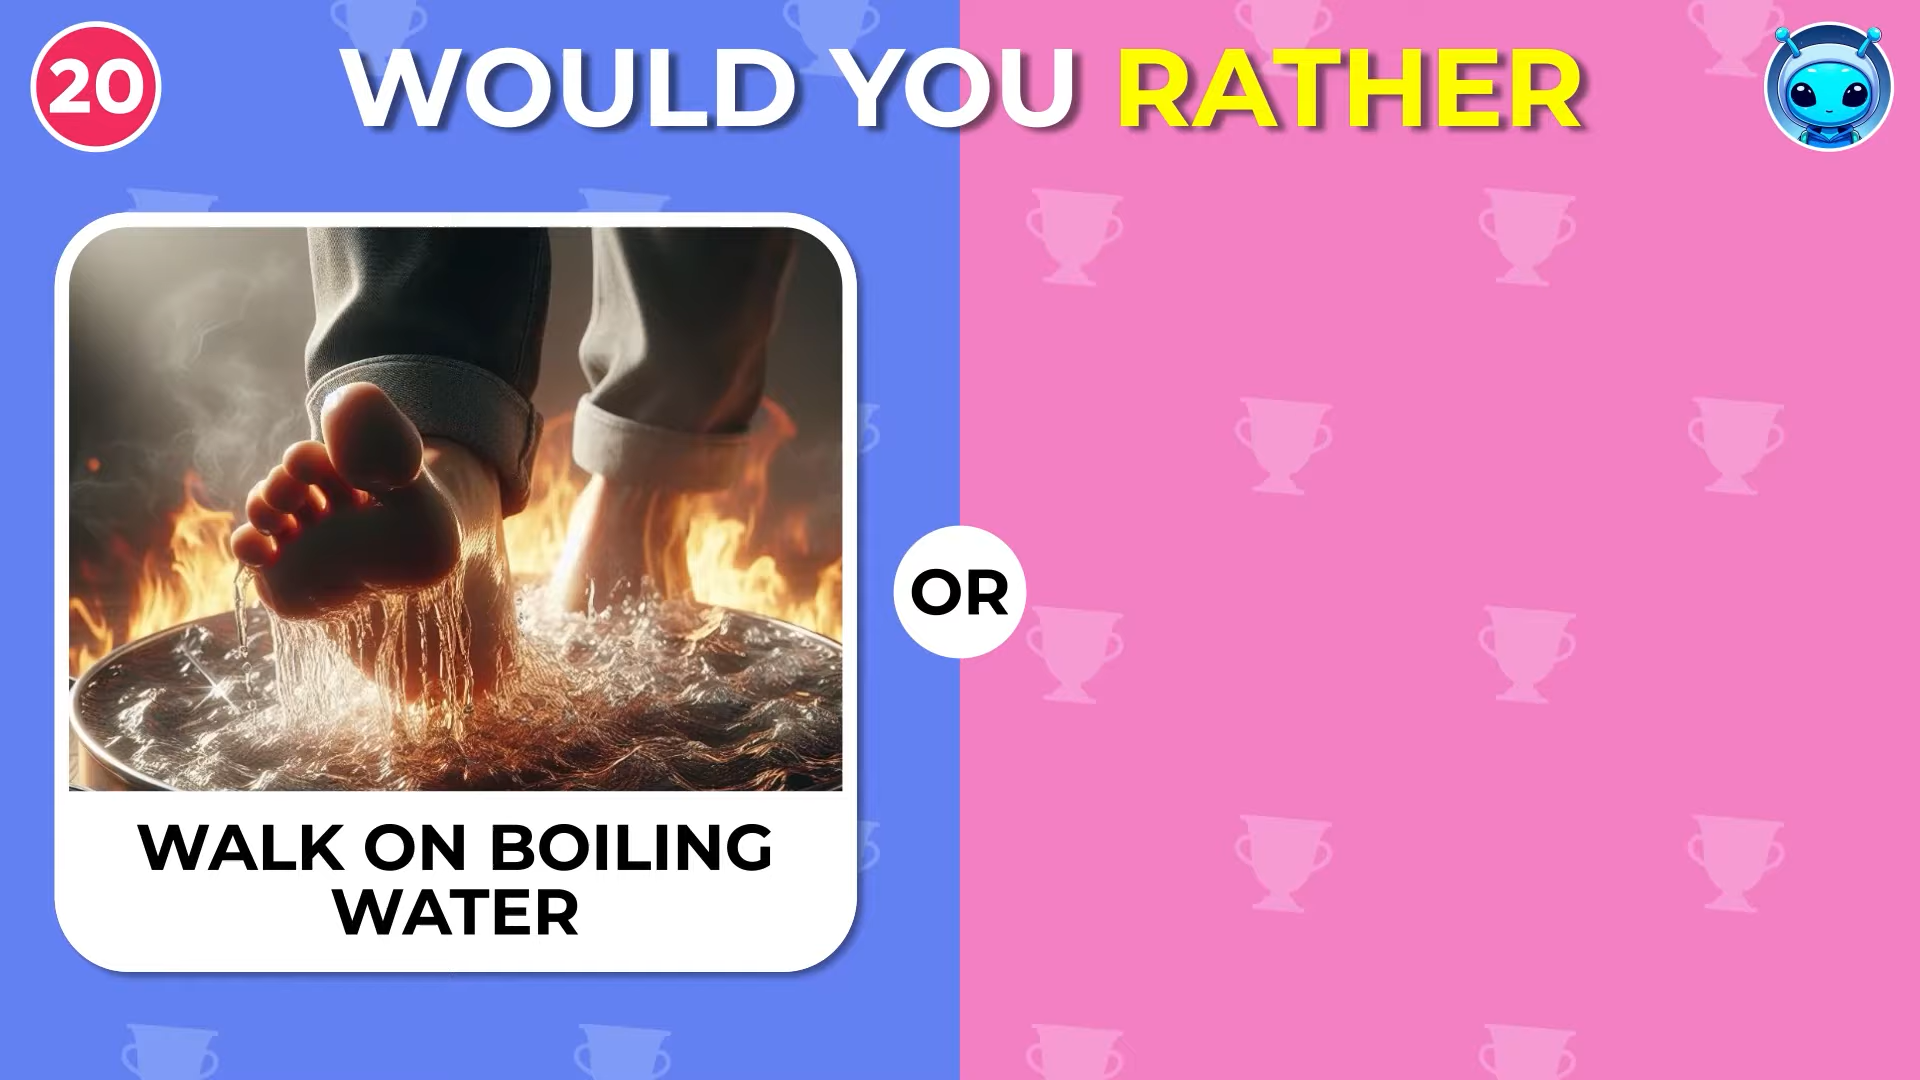 20
WOULD YOU RATHER
OR
WALK ON BOILING
WATER